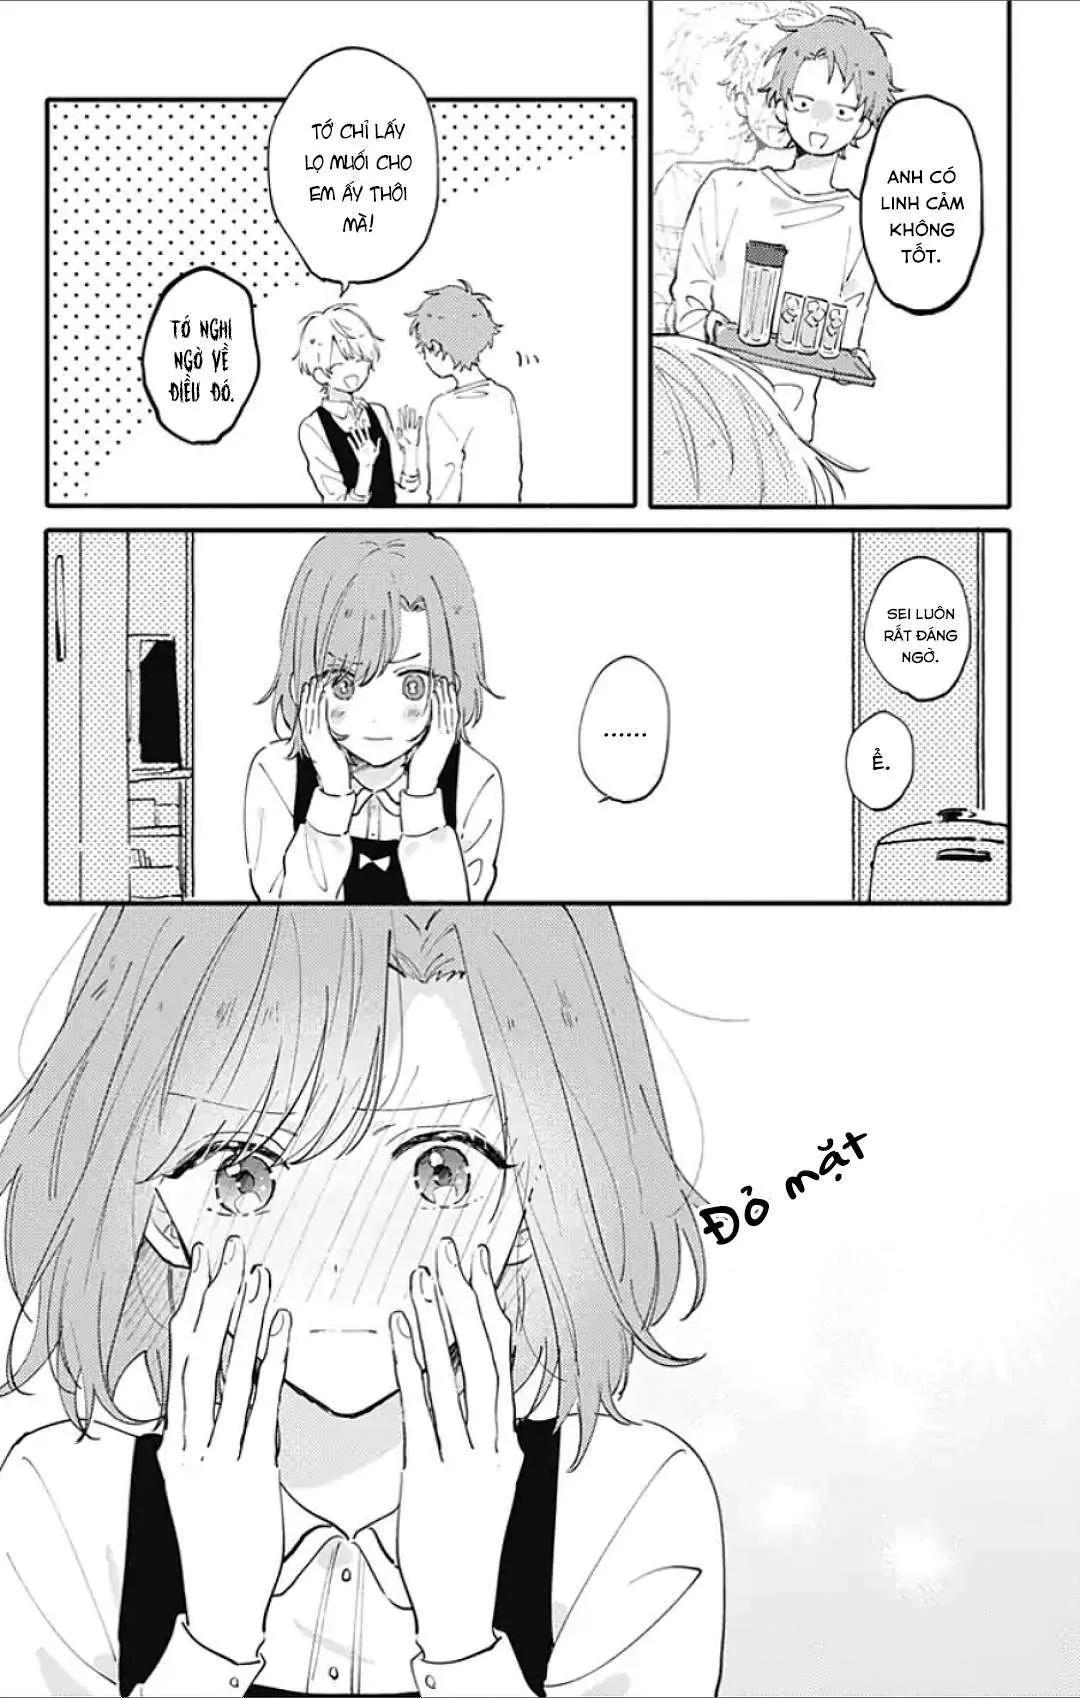 ANH CÓ
LINH CẢM
KHÔNG
TỐT.
TỚ CHỈ LẤY
LỌ MUỐI CHO
EM ẤY THÔI
MÀ!
TỚ NGHI
NGỜ VỀ
ĐIỀU ĐÓ.
SEI LUÔN
RẤT ĐÁNG
NGỜ.
Ể.
......
Đỏ mặt